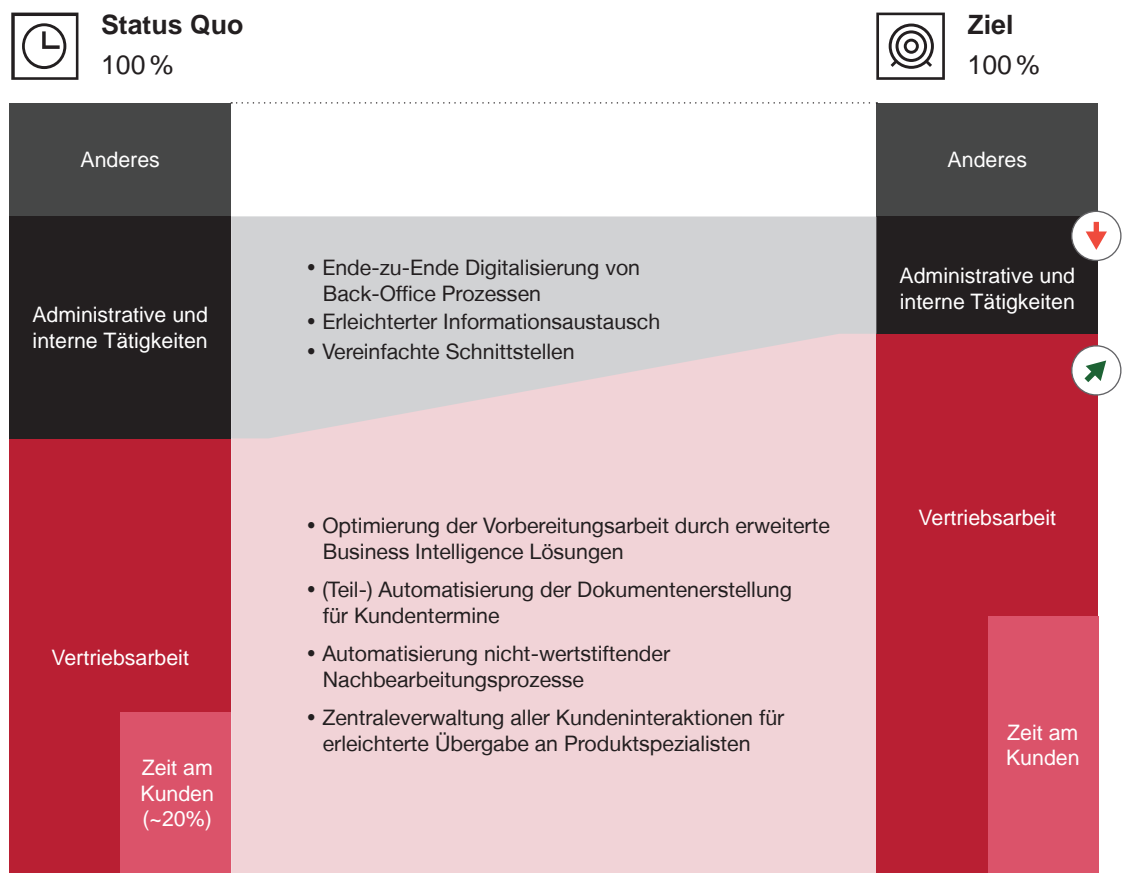 Status Quo
100 %
Ziel
100 %
Anderes
Anderes
Administrative und
interne Tätigkeiten
• Ende-zu-Ende Digitalisierung von
Back-Office Prozessen
• Erleichterter Informationsaustausch
• Vereinfachte Schnittstellen
Administrative und
interne Tätigkeiten
Vertriebsarbeit
• Optimierung der Vorbereitungsarbeit durch erweiterte
Business Intelligence Lösungen
• (Teil-) Automatisierung der Dokumentenerstellung
für Kundentermine
• Automatisierung nicht-wertstiftender
Nachbearbeitungsprozesse
• Zentraleverwaltung aller Kundeninteraktionen für
erleichterte Übergabe an Produktspezialisten
Vertriebsarbeit
Zeit am
Kunden
(~20%)
Zeit am
Kunden